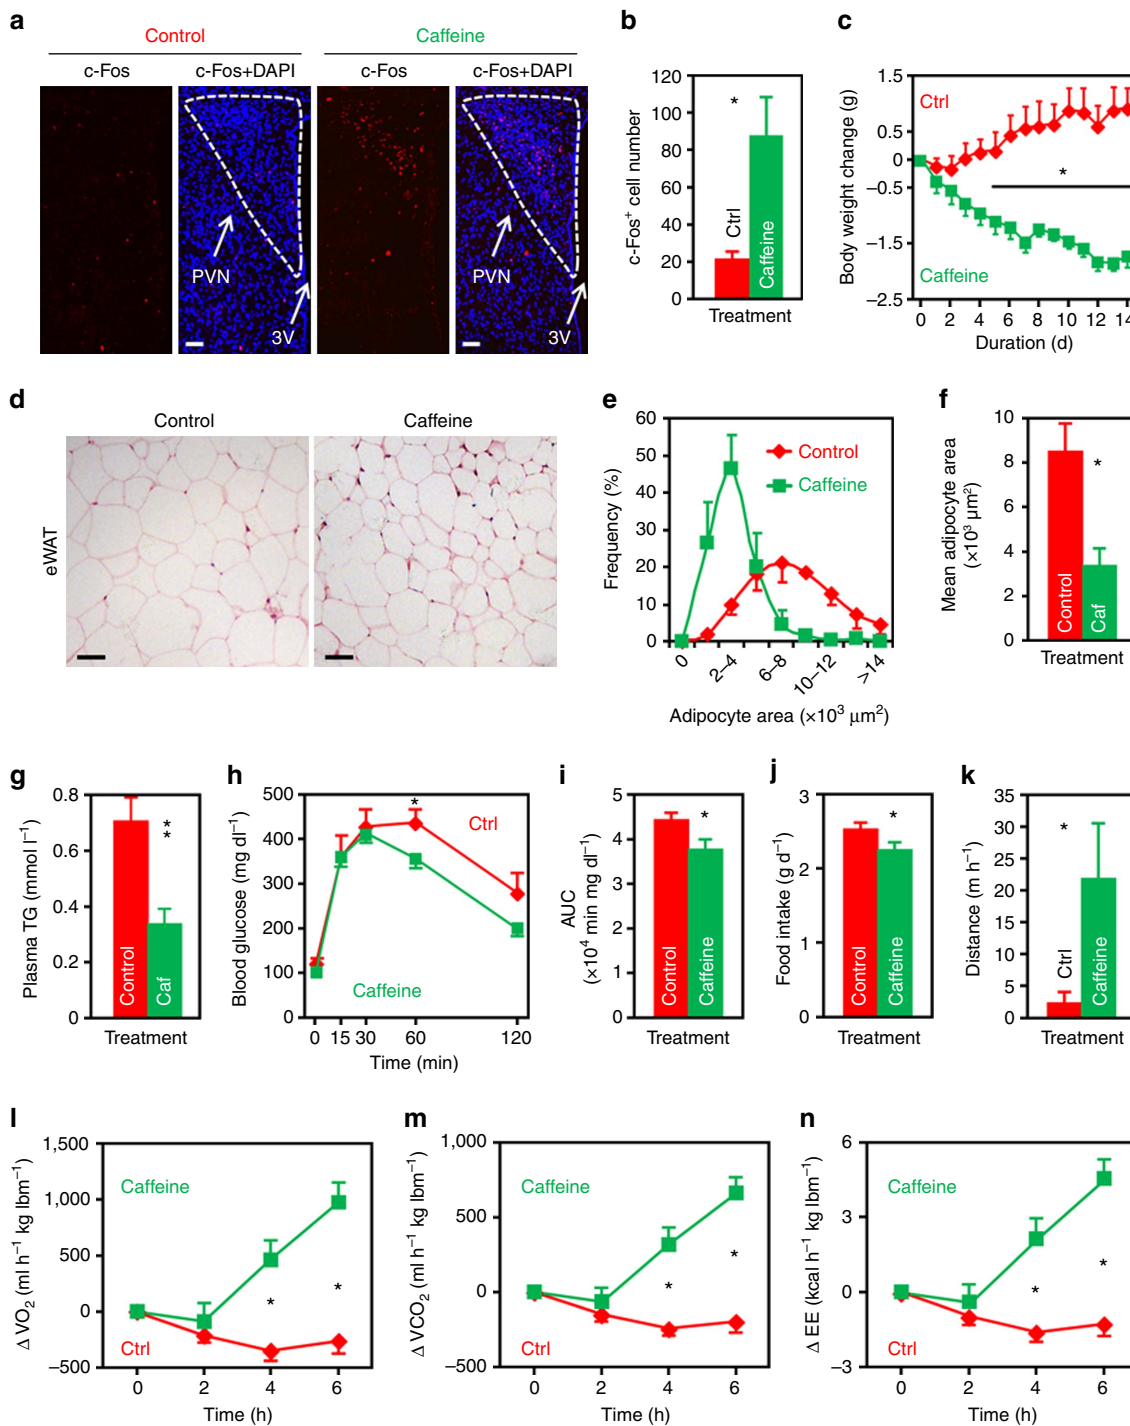 a
Control
Caffeine
c-Fos
c-Fos+DAPI
c-Fos
c-Fos+DAPI
PVN
3V
PVN
3V
b
c-Fos⁺ cell number
120
100
80
60
40
20
0
*
Ctrl
Caffeine
Treatment
c
Body weight change (g)
1.5
0.5
0
−0.5
−1.5
−2.5
Ctrl
*
Caffeine
0 2 4 6 8 10 12 14
Duration (d)
d
Control
Caffeine
eWAT
e
Frequency (%)
60
50
40
30
20
10
0
Control
Caffeine
0 2–4 6–8 10–12 >14
Adipocyte area (×10³ µm²)
f
Mean adipocyte area
(×10³ µm²)
10
8
6
4
2
0
*
Control
Caf
Treatment
g
Plasma TG (mmol l⁻¹)
0.8
0.6
0.4
0.2
0
*
*
Control
Caf
Treatment
h
Blood glucose (mg dl⁻¹)
500
400
300
200
100
0
*
Ctrl
Caffeine
0 15 30 60 120
Time (min)
i
AUC
(×10⁴ min mg dl⁻¹)
5
4
3
2
1
0
*
Control
Caffeine
Treatment
j
Food intake (g d⁻¹)
3
2
1
0
*
Control
Caffeine
Treatment
k
Distance (m h⁻¹)
35
30
25
20
15
10
5
0
*
Ctrl
Caffeine
Treatment
l
Δ VO₂ (ml h⁻¹ kg lbm⁻¹)
1,500
1,000
500
0
−500
Caffeine
*
*
Ctrl
0 2 4 6
Time (h)
m
Δ VCO₂ (ml h⁻¹ kg lbm⁻¹)
1,000
500
0
−500
Caffeine
*
*
Ctrl
0 2 4 6
Time (h)
n
Δ EE (kcal h⁻¹ kg lbm⁻¹)
6
3
0
−3
Caffeine
*
*
Ctrl
0 2 4 6
Time (h)